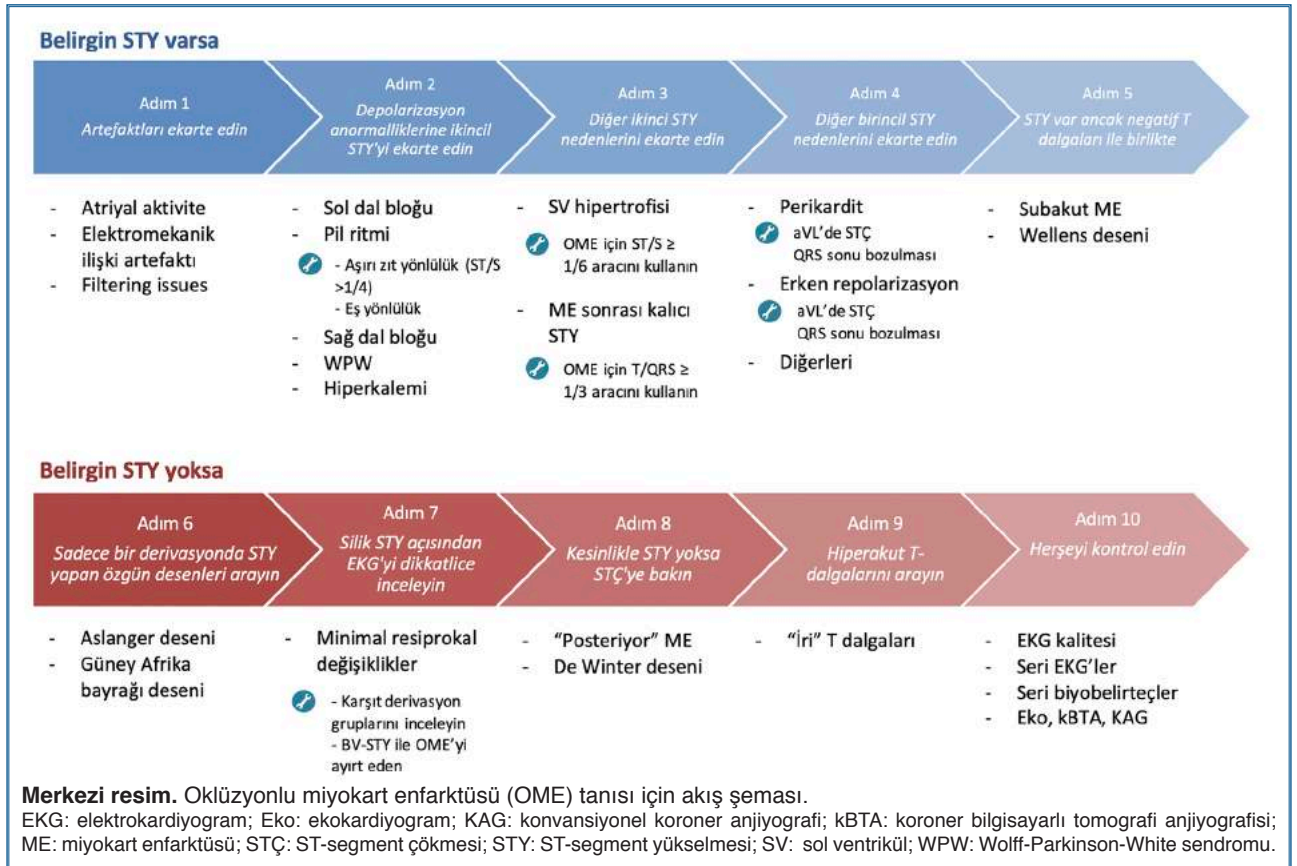 Belirgin STY varsa
Adım 1
Artefaktları ekarte edin
Adım 2
Depolarizasyon
anormalliklerine ikincil
STY'yi ekarte edin
Adım 3
Diğer ikinci STY
nedenlerini ekarte edin
Adım 4
Diğer birincil STY
nedenlerini ekarte edin
Adım 5
STY var ancak negatif T
dalgaları ile birlikte
- Atriyal aktivite
- Elektromekanik
ilişki artefaktı
- Filtering issues
- Sol dal bloğu
- Pil ritmi
- Aşırı zıt yönlülük (ST/S
>1/4)
- Eş yönlülük
- Sağ dal bloğu
- WPW
- Hiperkalemi
- SV hipertrofisi
OME için ST/S ≥
1/6 aracını kullanın
- ME sonrası kalıcı
STY
OME için T/QRS ≥
1/3 aracını kullanın
- Perikardit
aVL'de STÇ
QRS sonu bozulması
- Erken repolarizasyon
aVL'de STÇ
QRS sonu bozulması
- Diğerleri
- Subakut ME
- Wellens deseni
Belirgin STY yoksa
Adım 6
Sadece bir derivasyonda STY
yapan özgün desenleri arayın
Adım 7
Silik STY açısından
EKG'yi dikkatlice
inceleyin
Adım 8
Kesinlikle STY yoksa
STÇ'ye bakın
Adım 9
Hiperakut T-
dalgalarını arayın
Adım 10
Herşeyi kontrol edin
- Aslanger deseni
- Güney Afrika
bayrağı deseni
- Minimal resiprokal
değişiklikler
- Karşıt derivasyon
gruplarını inceleyin
- BV-STY ile OME'yi
ayırt eden
- "Posteriyor" ME
- De Winter deseni
- "İri" T dalgaları
- EKG kalitesi
- Seri EKG'ler
- Seri biyobelirteçler
- Eko, kBTA, KAG
Merkezi resim. Oklüzyonlu miyokart enfarktüsü (OME) tanısı için akış şeması.
EKG: elektrokardiyogram; Eko: ekokardiyogram; KAG: konvansiyonel koroner anjiyografi; kBTA: koroner bilgisayarlı tomografi anjiyografisi;
ME: miyokart enfarktüsü; STÇ: ST-segment çökmesi; STY: ST-segment yükselmesi; SV: sol ventrikül; WPW: Wolff-Parkinson-White sendromu.